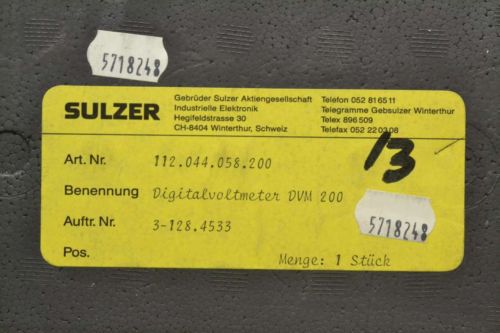 5718248
SULZER
Gebrüder Sulzer Aktiengesellschaft
Industrielle Elektronik
Hegifeldstrasse 30
CH-8404 Winterthur, Schweiz
Telefon 052 81 65 11
Telegramme Gebsulzer Winterthur
Telex 896 509
Telefax 052 22 03 08
13
Art. Nr. 112.044.058.200
Benennung Digitalvoltmeter DVM 200
Auftr. Nr. 3-128.4533
5718248
Pos.
Menge: 1 Stück